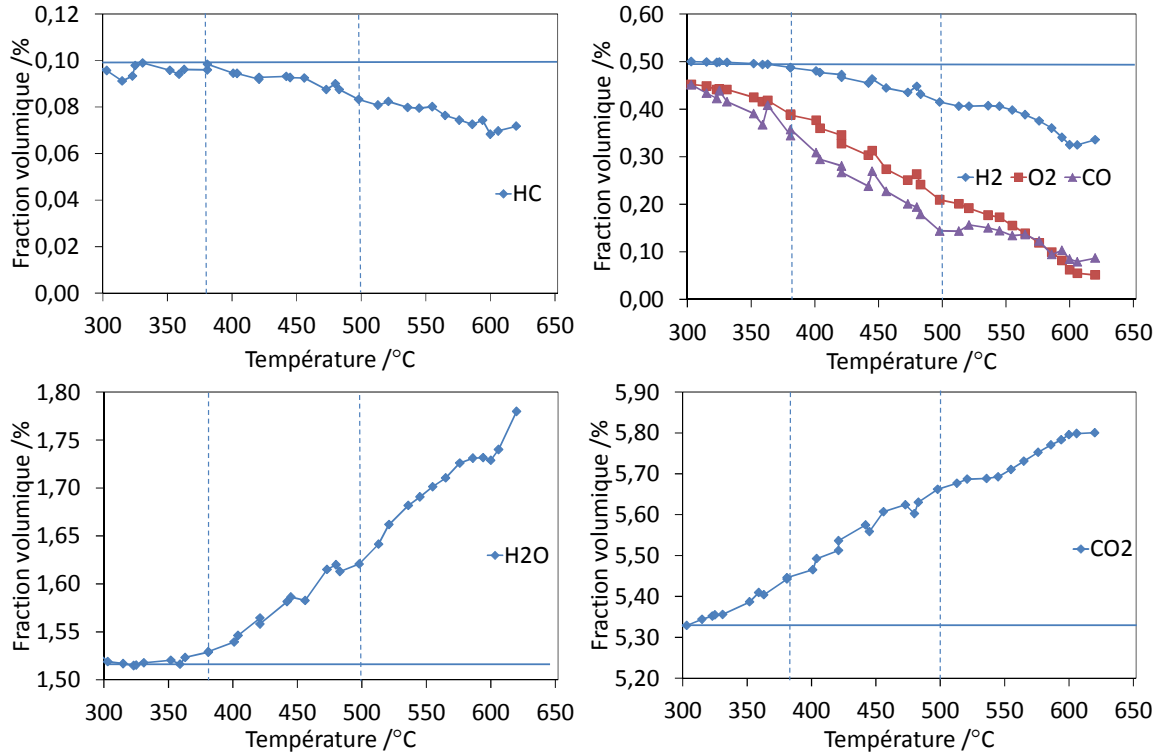 0,12
0,10
0,08
0,06
0,04
0,02
0,00
Fraction volumique /%
HC
300 350 400 450 500 550 600 650
Température /°C
0,60
0,50
0,40
0,30
0,20
0,10
0,00
Fraction volumique /%
H2 O2 CO
300 350 400 450 500 550 600 650
Température /°C
1,80
1,75
1,70
1,65
1,60
1,55
1,50
Fraction volumique /%
H2O
300 350 400 450 500 550 600 650
Température /°C
5,90
5,80
5,70
5,60
5,50
5,40
5,30
5,20
Fraction volumique /%
CO2
300 350 400 450 500 550 600 650
Température /°C